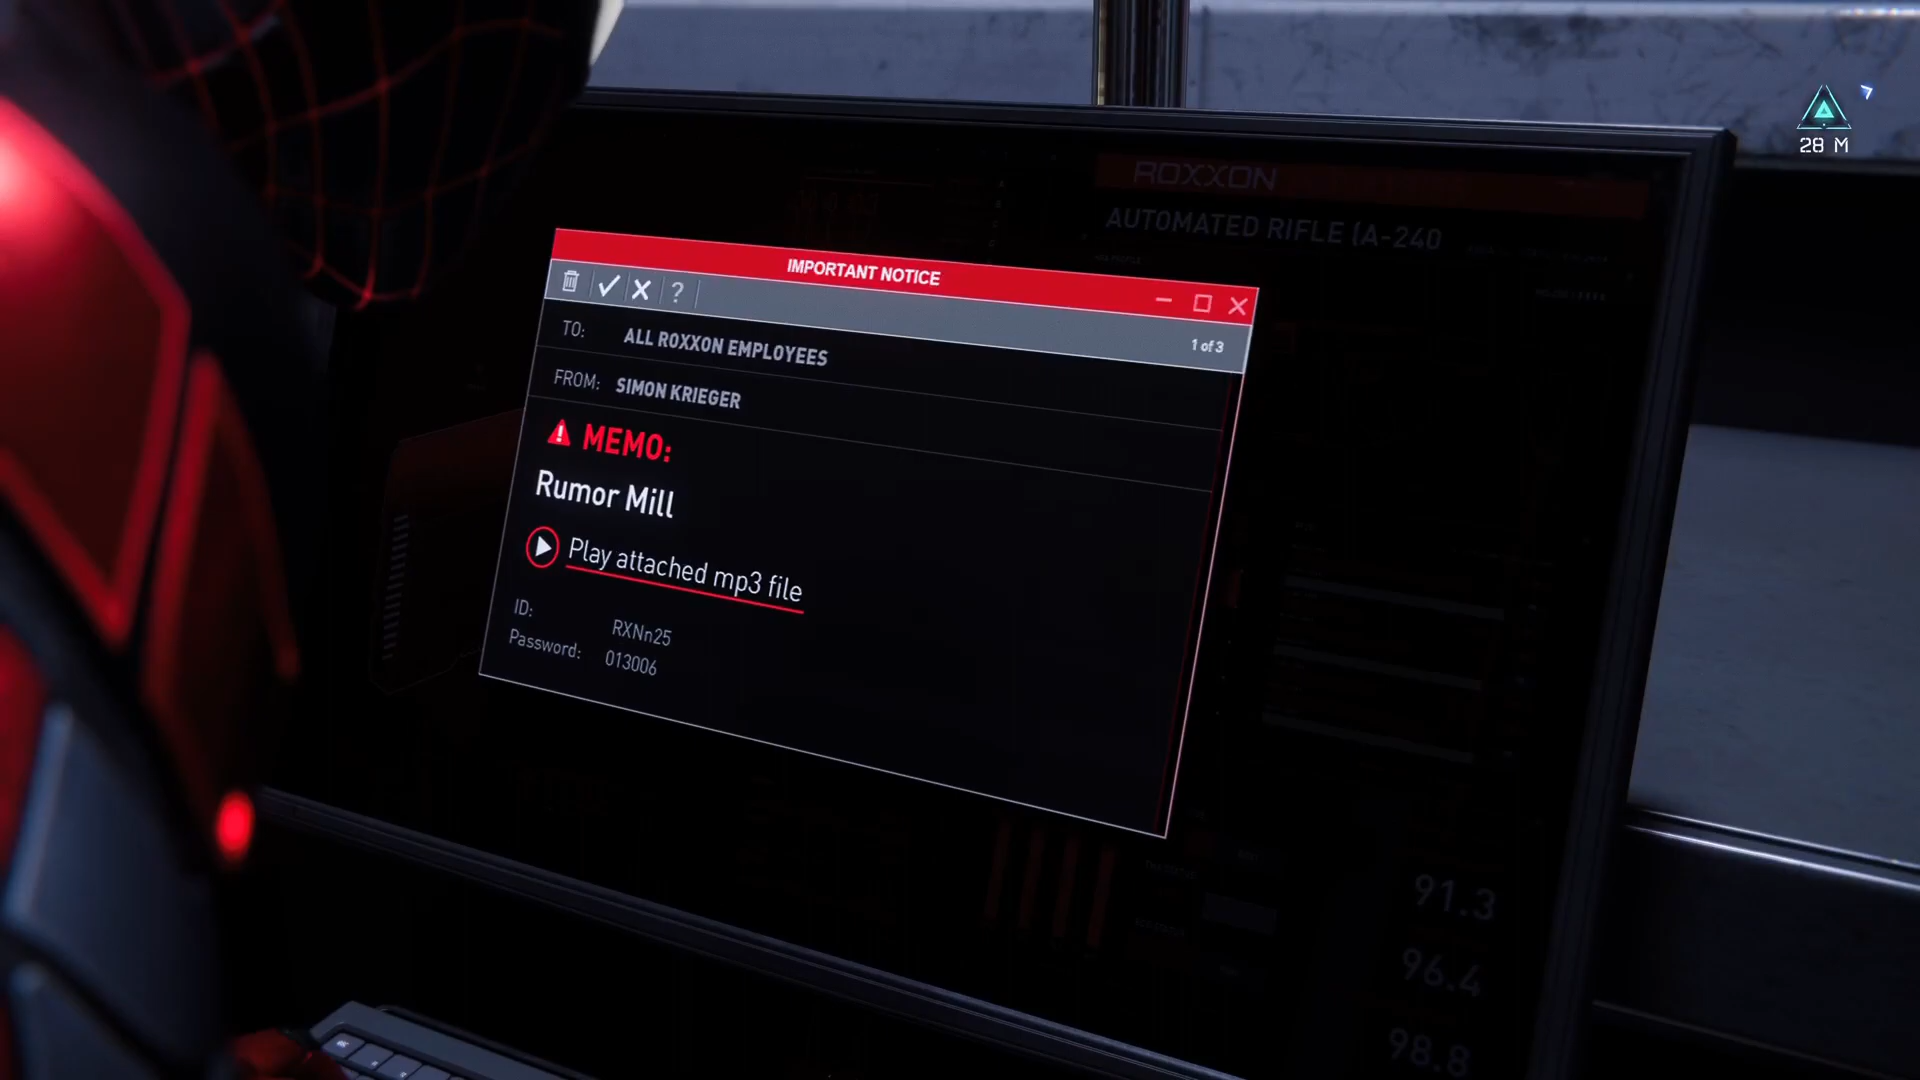 28 M
ROXXON
AUTOMATED RIFLE (A-240
IMPORTANT NOTICE
?
1 of 3
TO: ALL ROXXON EMPLOYEES
FROM: SIMON KRIEGER
MEMO:
Rumor Mill
Play attached mp3 file
ID: RXNn25
Password: 013006
91.3
96.4
98.8